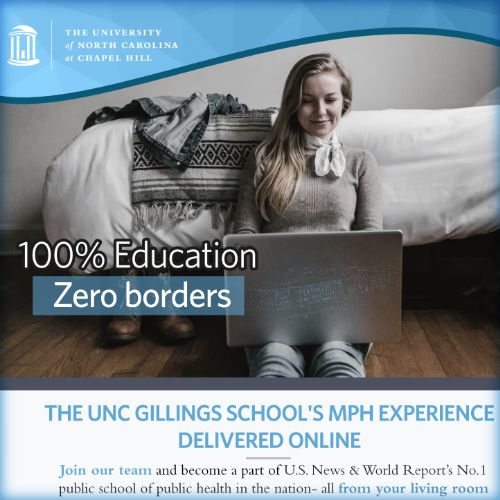 THE UNIVERSITY
of NORTH CAROLINA
at CHAPEL HILL
100% Education
Zero borders
THE UNC GILLINGS SCHOOL'S MPH EXPERIENCE
DELIVERED ONLINE
Join our team and become a part of U.S. News & World Report's No.1
public school of public health in the nation- all from your living room